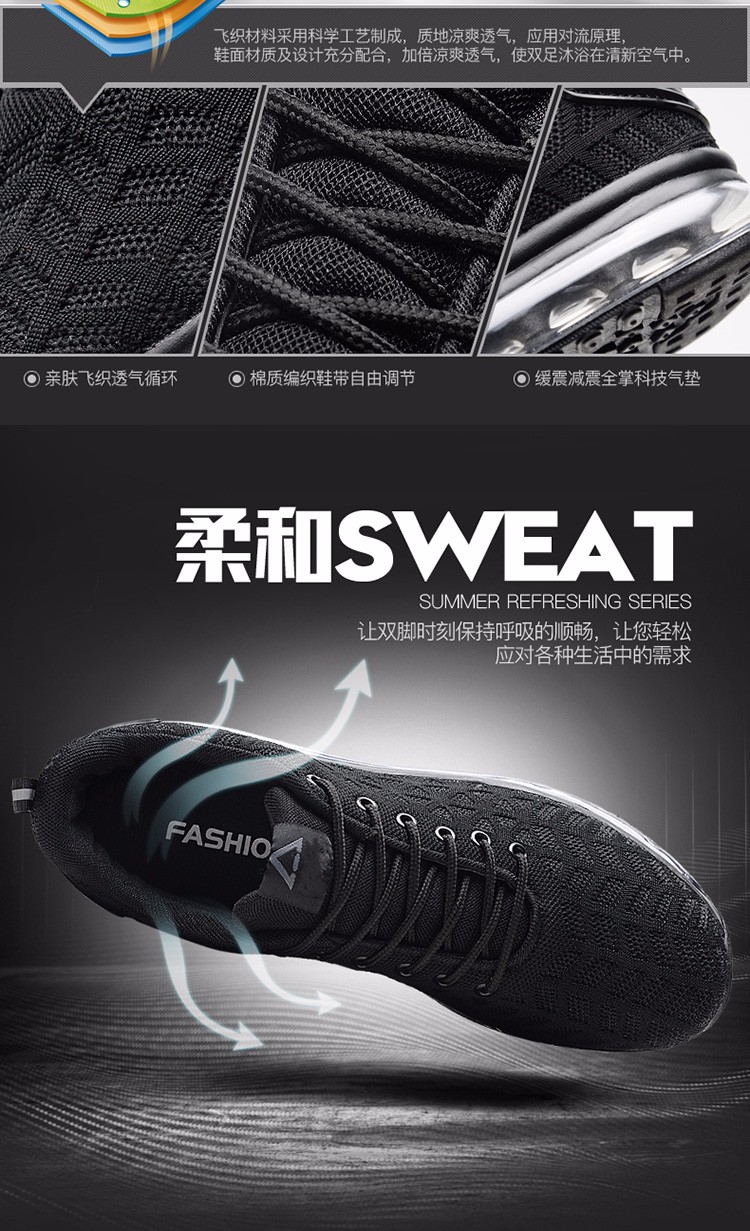 飞织材料采用科学工艺制成，质地凉爽透气，应用对流原理，
鞋面材质及设计充分配合，加倍凉爽透气，使双足沐浴在清新空气中。
亲肤飞织透气循环
棉质编织鞋带自由调节
缓震减震全掌科技气垫
柔和SWEAT
SUMMER REFRESHING SERIES
让双脚时刻保持呼吸的顺畅，让您轻松
应对各种生活中的需求
FASHIO